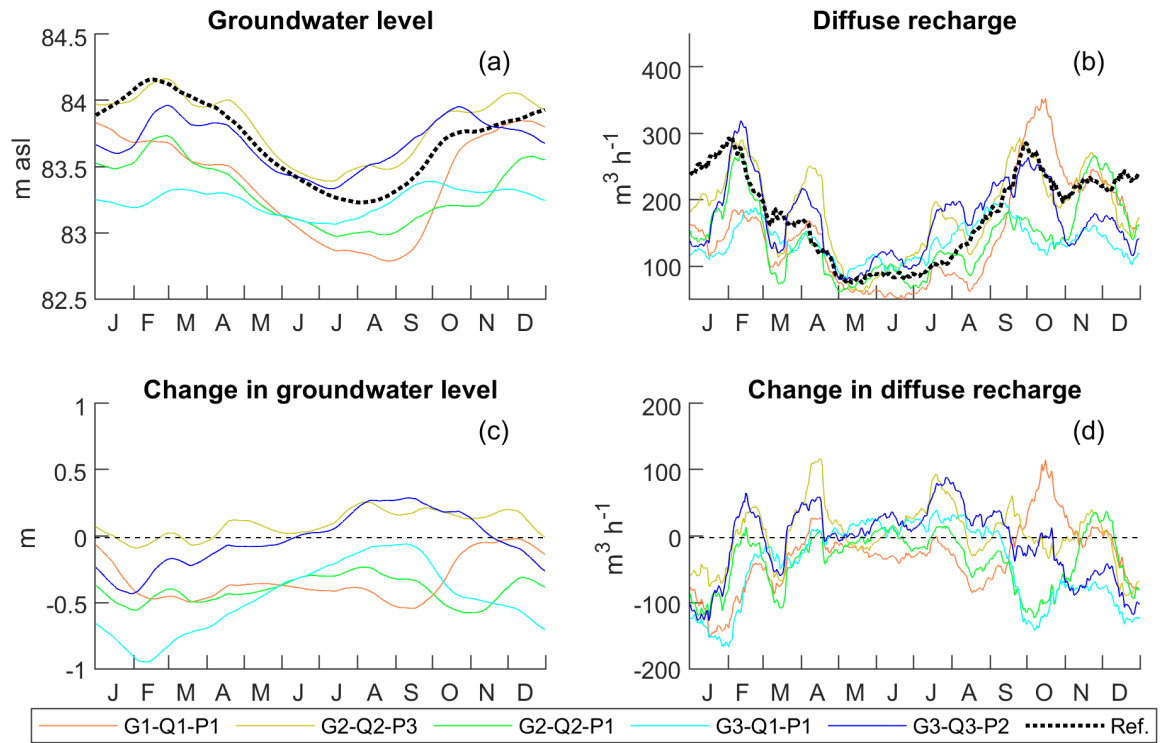 Groundwater level
84.5
84
83.5
83
82.5
m asl
(a)
J F M A M J J A S O N D
Diffuse recharge
400
300
200
100
m³ h⁻¹
(b)
J F M A M J J A S O N D
Change in groundwater level
1
0.5
0
-0.5
-1
m
(c)
J F M A M J J A S O N D
Change in diffuse recharge
200
100
0
-100
-200
m³ h⁻¹
(d)
J F M A M J J A S O N D
G1-Q1-P1 G2-Q2-P3 G2-Q2-P1 G3-Q1-P1 G3-Q3-P2 Ref.